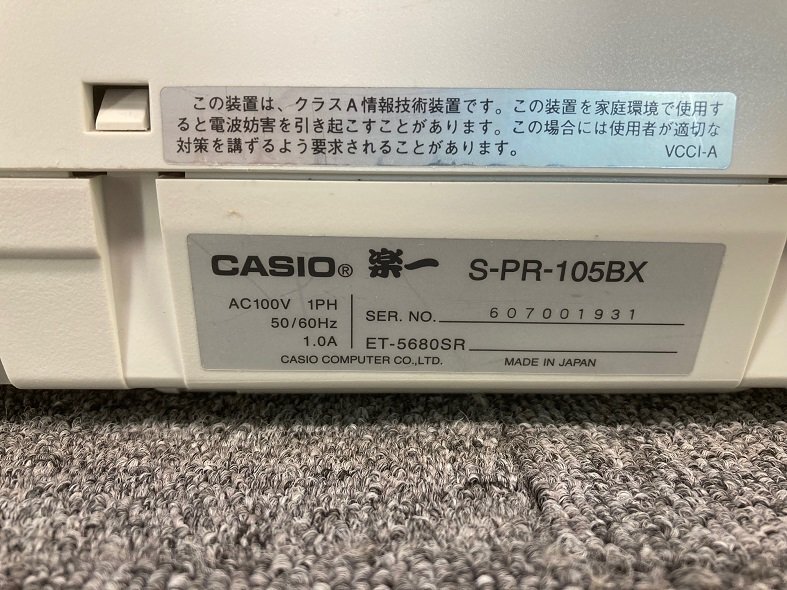 この装置は、クラスA情報技術装置です。この装置を家庭環境で使用す
ると電波妨害を引き起こすことがあります。この場合には使用者が適切な
対策を講ずるよう要求されることがあります。 VCCI-A
CASIO® 楽一 S-PR-105BX
AC100V 1PH
50/60Hz
1.0A
SER. NO. 607001931
ET-5680SR
CASIO COMPUTER CO.,LTD. MADE IN JAPAN